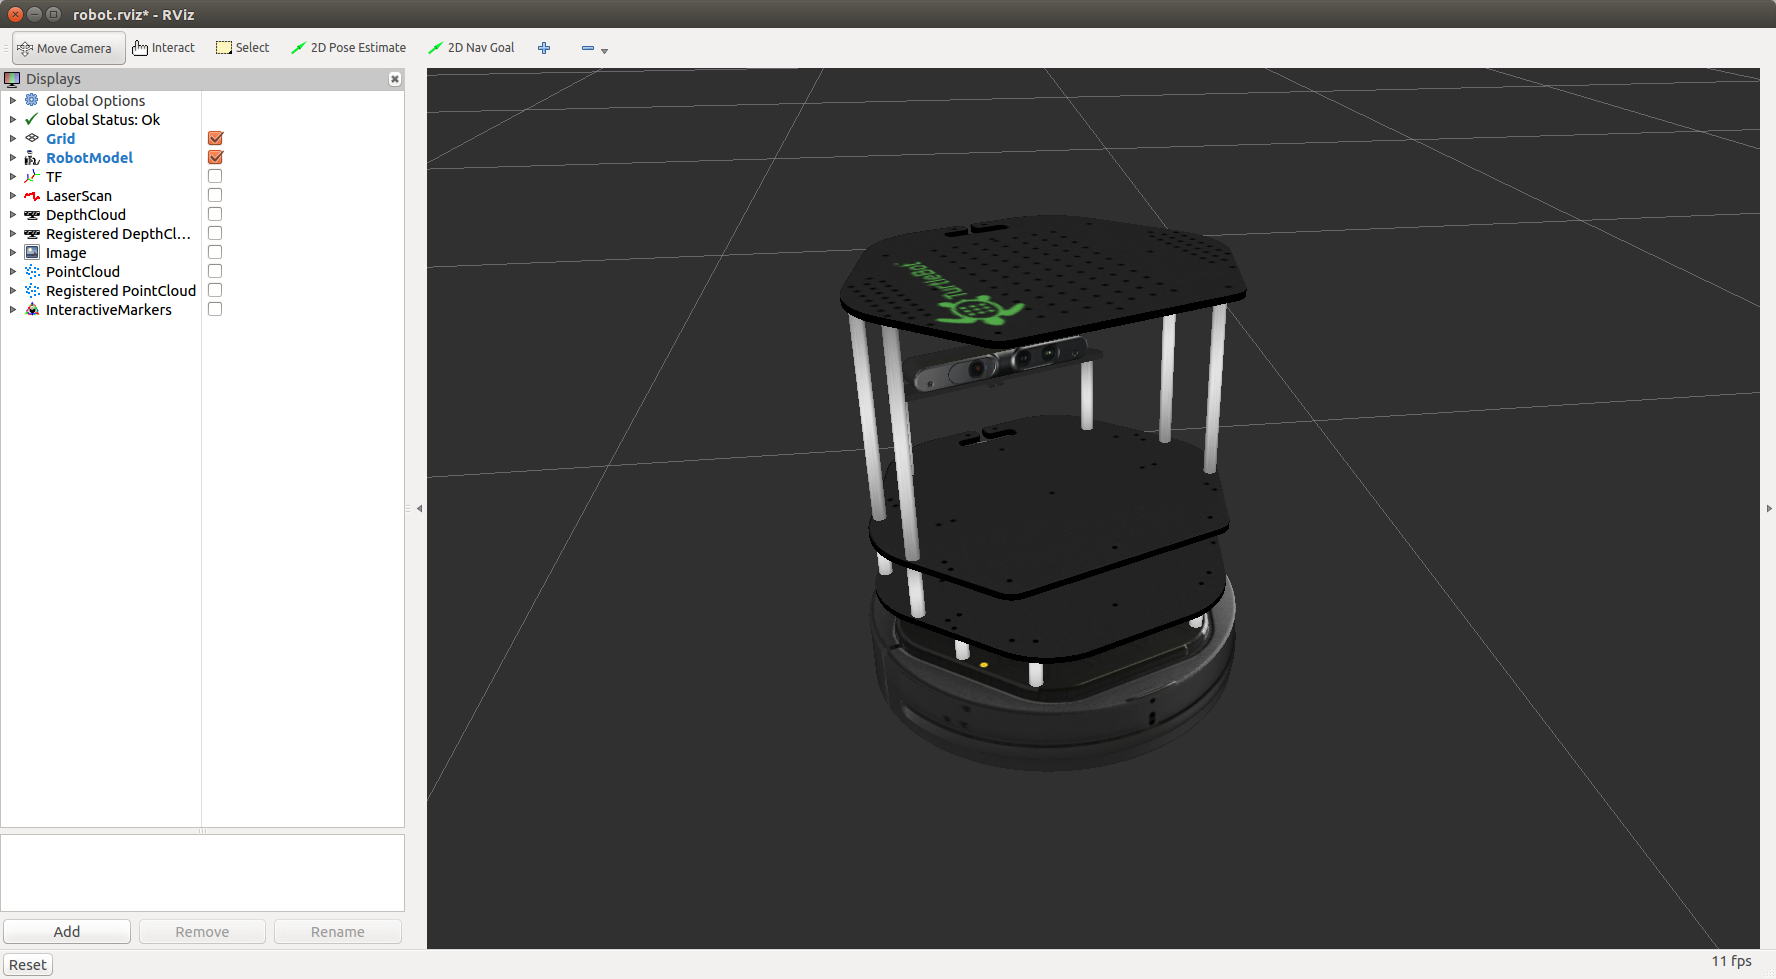 robot.rviz* - RViz
Move Camera Interact Select 2D Pose Estimate 2D Nav Goal
Displays
Global Options
Global Status: Ok
Grid
RobotModel
TF
LaserScan
DepthCloud
Registered DepthCl...
Image
PointCloud
Registered PointCloud
InteractiveMarkers
TurtleBot
Add Remove Rename
Reset
11 fps